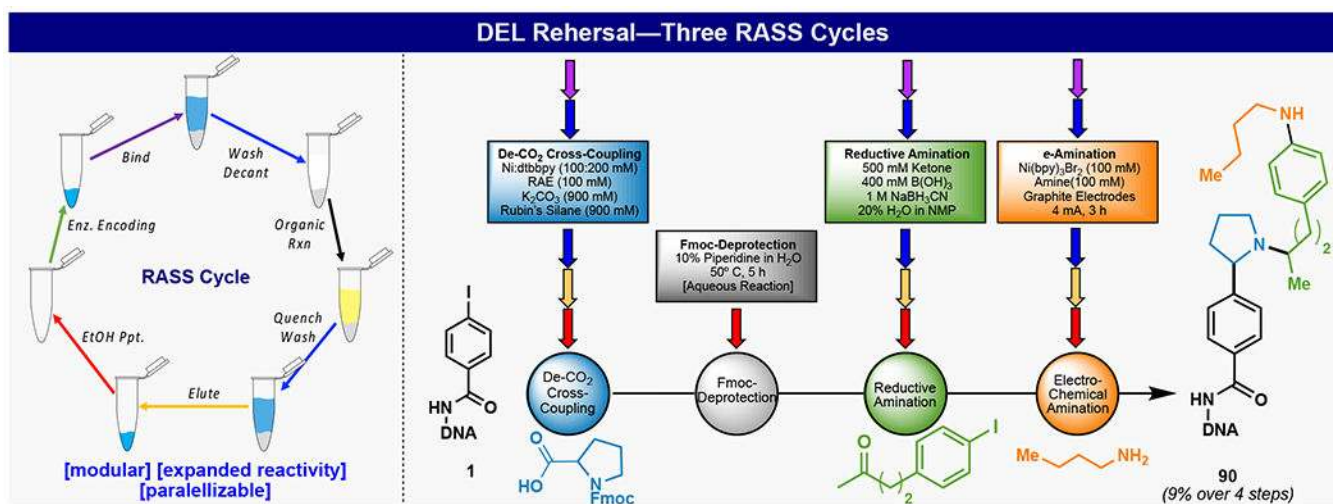 DEL Rehersal—Three RASS Cycles
Bind
Wash
Decant
Organic
Rxn
Quench
Wash
Elute
EtOH Ppt.
Enz. Encoding
RASS Cycle
[modular] [expanded reactivity]
[paralellizable]
De-CO2 Cross-Coupling
Ni:dtbbpy (100:200 mM)
RAE (100 mM)
K2CO3 (900 mM)
Rubin's Silane (900 mM)
Fmoc-Deprotection
10% Piperidine in H2O
50º C, 5 h
[Aqueous Reaction]
Reductive Amination
500 mM Ketone
400 mM B(OH)3
1 M NaBH3CN
20% H2O in NMP
e-Amination
Ni(bpy)3Br2 (100 mM)
Amine(100 mM)
Graphite Electrodes
4 mA, 3 h
I
HN
O
DNA
1
De-CO2
Cross-
Coupling
O
HO
N
Fmoc
Fmoc-
Deprotection
Reductive
Amination
I
O
Me
2
Electro-
Chemical
Amination
Me
NH2
NH
Me
N
2
Me
HN
O
DNA
90
(9% over 4 steps)